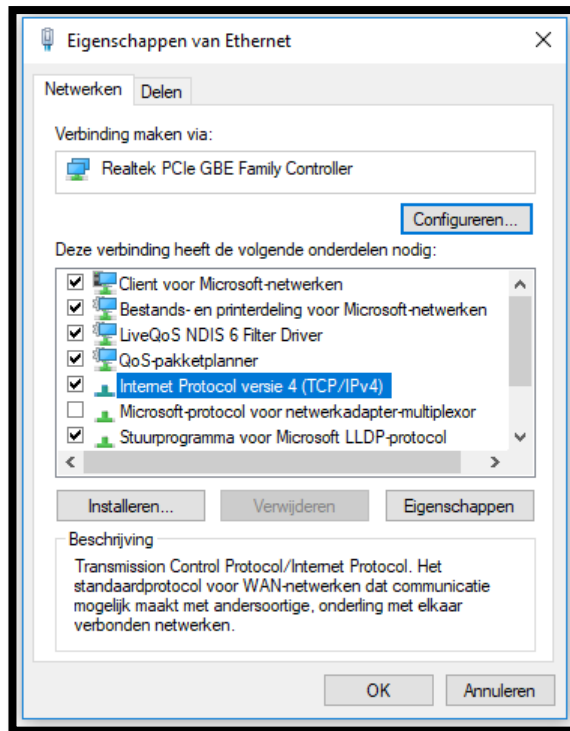 Eigenschappen van Ethernet
Netwerken Delen
Verbinding maken via:
Realtek PCIe GBE Family Controller
Configureren...
Deze verbinding heeft de volgende onderdelen nodig:
Client voor Microsoft-netwerken
Bestands- en printerdeling voor Microsoft-netwerken
LiveQoS NDIS 6 Filter Driver
QoS-pakketplanner
Internet Protocol versie 4 (TCP/IPv4)
Microsoft-protocol voor netwerkadapter-multiplexor
Stuurprogramma voor Microsoft LLDP-protocol
Installeren... Verwijderen Eigenschappen
Beschrijving
Transmission Control Protocol/Internet Protocol. Het
standaardprotocol voor WAN-netwerken dat communicatie
mogelijk maakt met andersoortige, onderling met elkaar
verbonden netwerken.
OK Annuleren